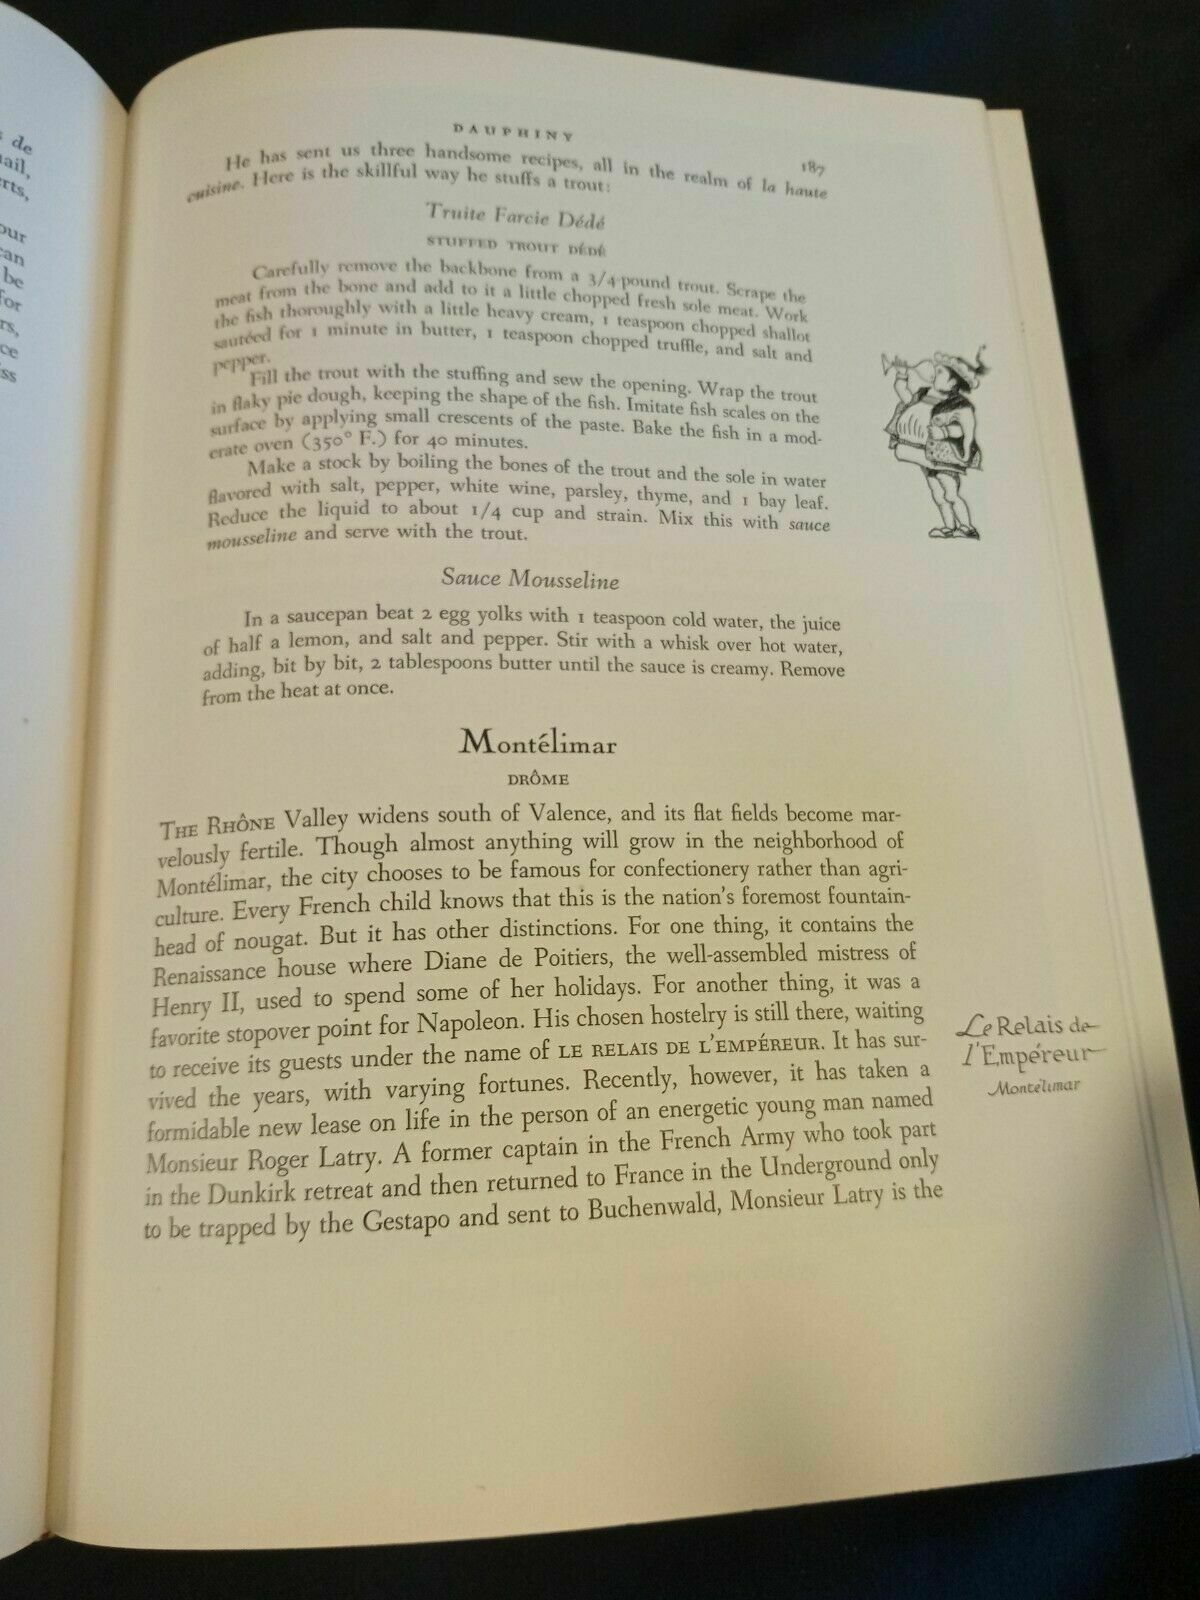 s de
nail,
rts,
our
can
be
for
rs,
ce
iss
DAUPHINY
187
He has sent us three handsome recipes, all in the realm of la haute
cuisine. Here is the skillful way he stuffs a trout:
Truite Farcie Dédé
STUFFED TROUT DÉDÉ
Carefully remove the backbone from a 3/4-pound trout. Scrape the
meat from the bone and add to it a little chopped fresh sole meat. Work
the fish thoroughly with a little heavy cream, 1 teaspoon chopped shallot
sautéed for 1 minute in butter, 1 teaspoon chopped truffle, and salt and
pepper.
Fill the trout with the stuffing and sew the opening. Wrap the trout
in flaky pie dough, keeping the shape of the fish. Imitate fish scales on the
surface by applying small crescents of the paste. Bake the fish in a mod-
erate oven (350° F.) for 40 minutes.
Make a stock by boiling the bones of the trout and the sole in water
flavored with salt, pepper, white wine, parsley, thyme, and 1 bay leaf.
Reduce the liquid to about 1/4 cup and strain. Mix this with sauce
mousseline and serve with the trout.
Sauce Mousseline
In a saucepan beat 2 egg yolks with 1 teaspoon cold water, the juice
of half a lemon, and salt and pepper. Stir with a whisk over hot water,
adding, bit by bit, 2 tablespoons butter until the sauce is creamy. Remove
from the heat at once.
Montélimar
DRÔME
THE RHÔNE Valley widens south of Valence, and its flat fields become mar-
velously fertile. Though almost anything will grow in the neighborhood of
Montélimar, the city chooses to be famous for confectionery rather than agri-
culture. Every French child knows that this is the nation's foremost fountain-
head of nougat. But it has other distinctions. For one thing, it contains the
Renaissance house where Diane de Poitiers, the well-assembled mistress of
Henry II, used to spend some of her holidays. For another thing, it was a
favorite stopover point for Napoleon. His chosen hostelry is still there, waiting
to receive its guests under the name of LE RELAIS DE L'EMPÉREUR. It has sur-
vived the years, with varying fortunes. Recently, however, it has taken a
formidable new lease on life in the person of an energetic young man named
Monsieur Roger Latry. A former captain in the French Army who took part
in the Dunkirk retreat and then returned to France in the Underground only
to be trapped by the Gestapo and sent to Buchenwald, Monsieur Latry is the
Le Relais de
l'Empéreur
Montélimar